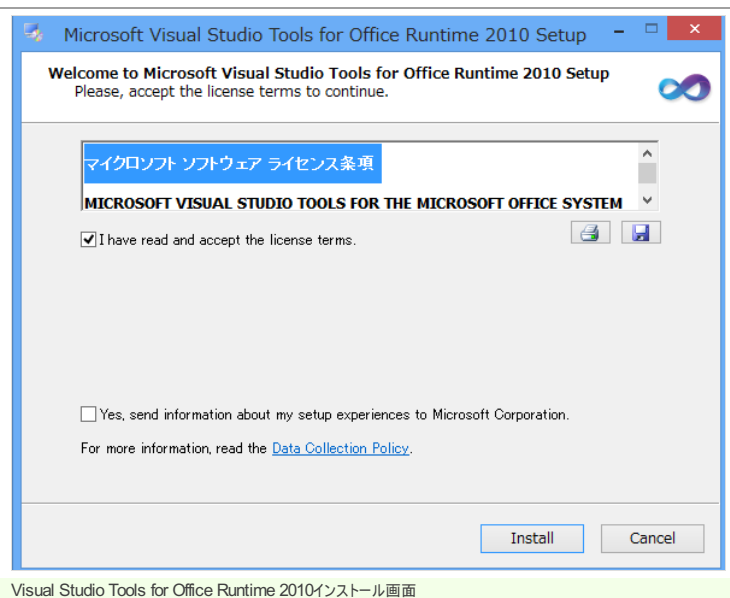 Microsoft Visual Studio Tools for Office Runtime 2010 Setup
Welcome to Microsoft Visual Studio Tools for Office Runtime 2010 Setup
Please, accept the license terms to continue.
マイクロソフト ソフトウェア ライセンス条項
MICROSOFT VISUAL STUDIO TOOLS FOR THE MICROSOFT OFFICE SYSTEM
I have read and accept the license terms.
Yes, send information about my setup experiences to Microsoft Corporation.
For more information, read the Data Collection Policy.
Install Cancel
Visual Studio Tools for Office Runtime 2010インストール画面